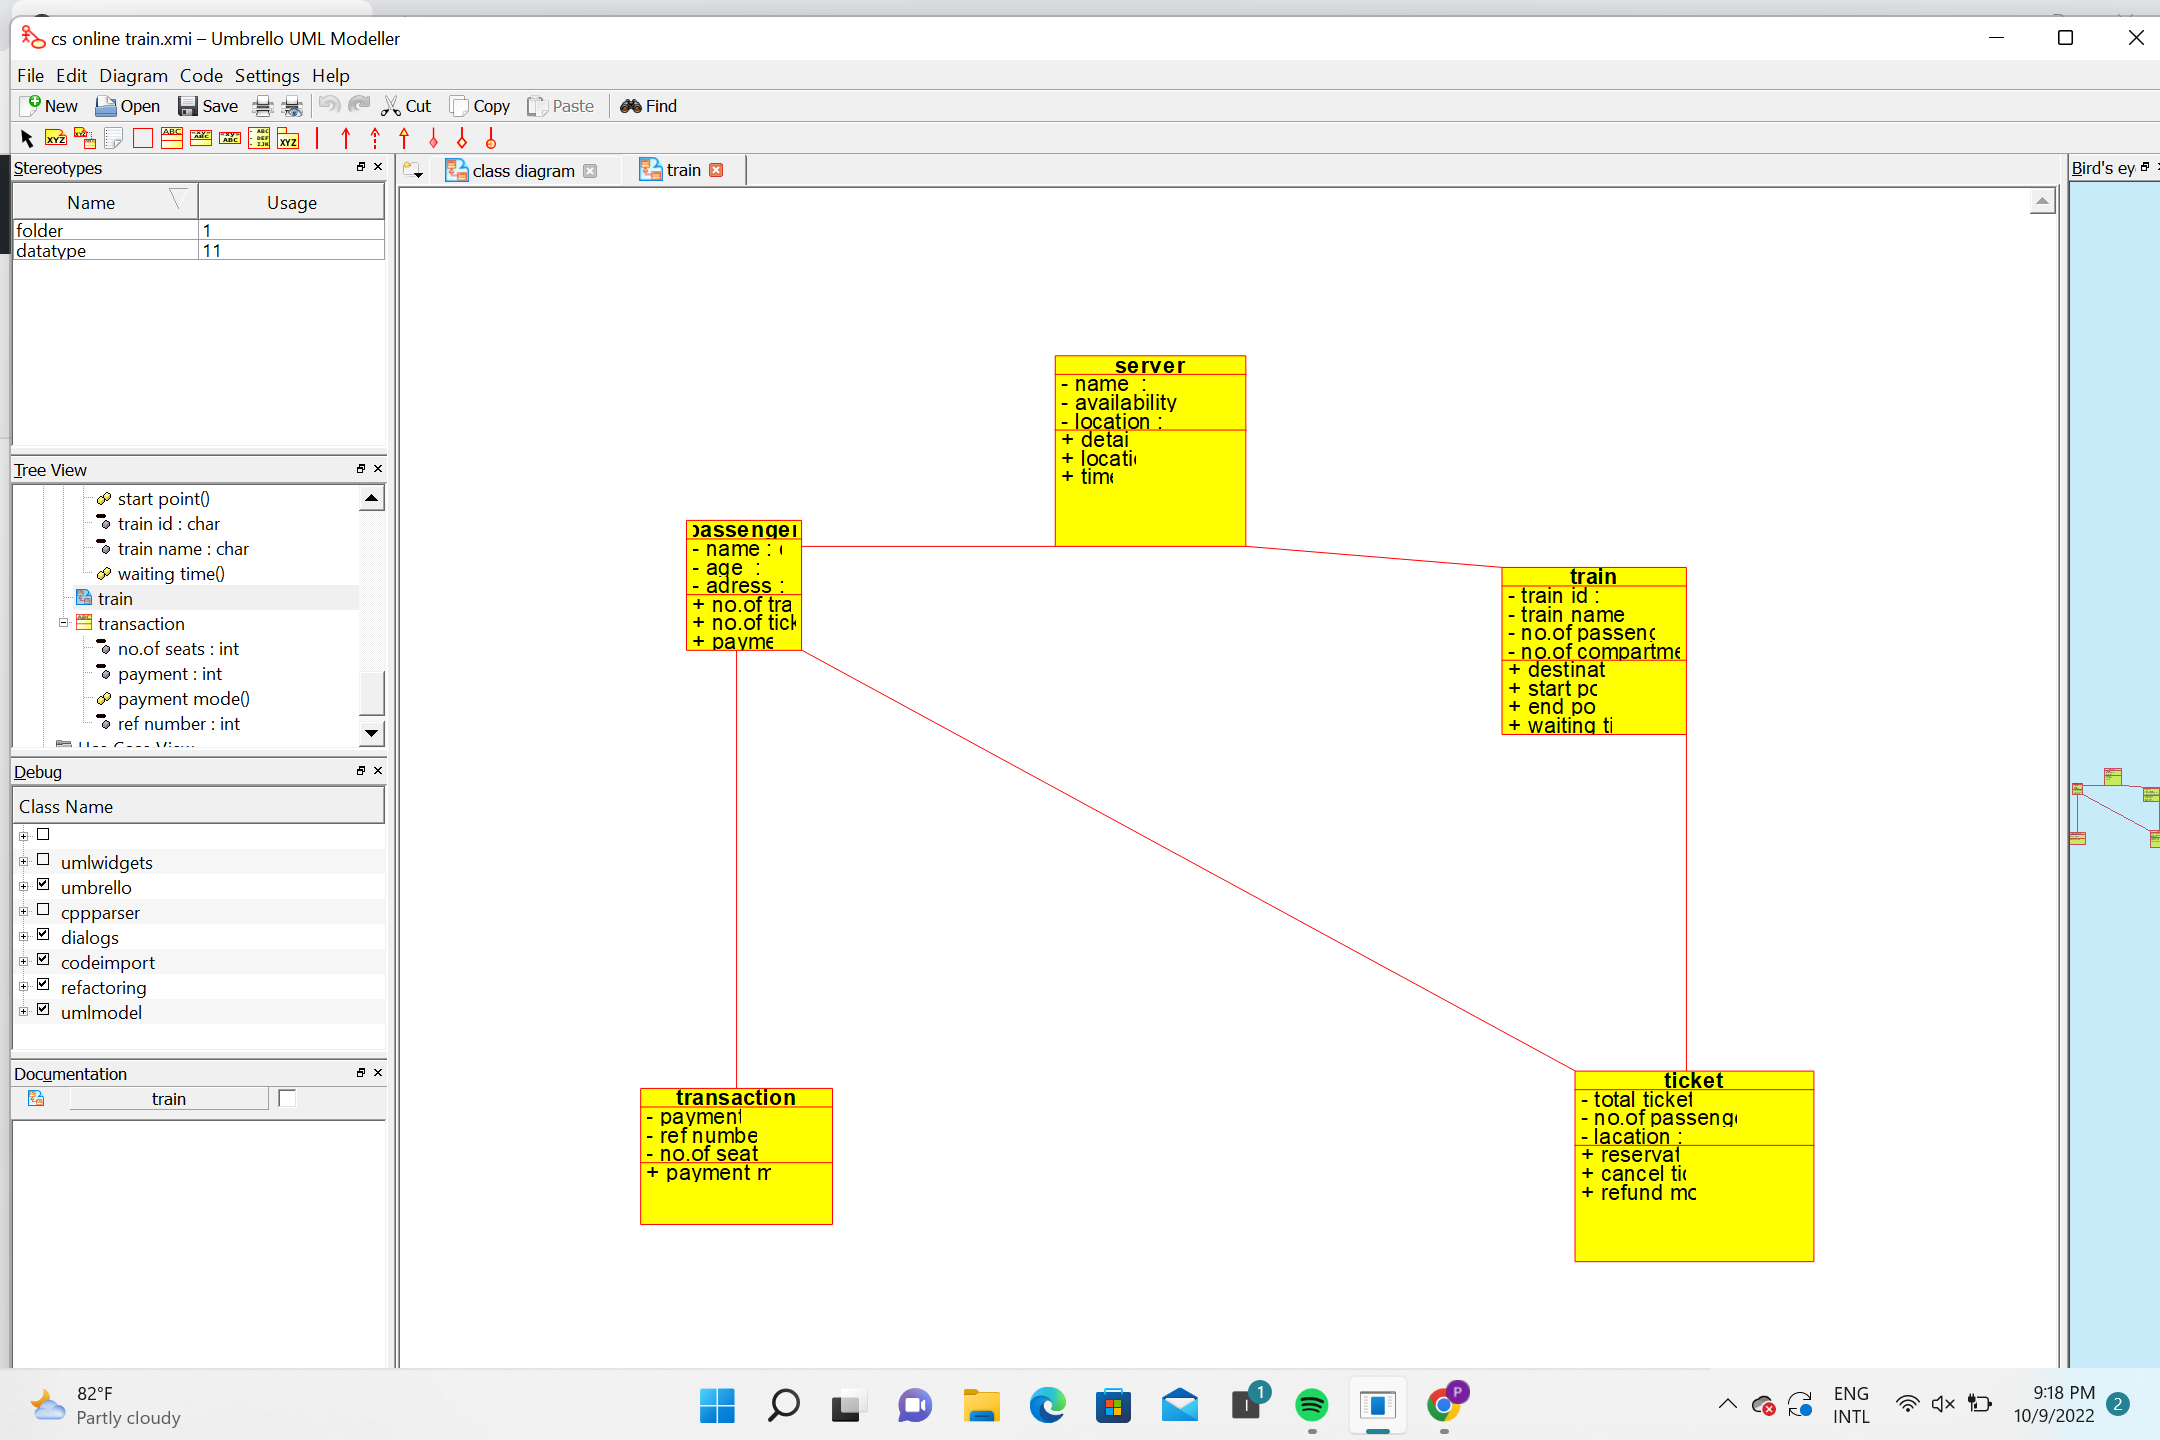 cs online train.xmi – Umbrello UML Modeller
File Edit Diagram Code Settings Help
New Open Save Cut Copy Paste Find
Stereotypes
Name Usage
folder 1
datatype 11
Tree View
start point()
train id : char
train name : char
waiting time()
train
transaction
no.of seats : int
payment : int
payment mode()
ref number : int
Debug
Class Name
umlwidgets
umbrello
cppparser
dialogs
codeimport
refactoring
umlmodel
Documentation
train
class diagram
train
Bird's ey
server
- name :
- availability
- location :
+ detai
+ locati
+ time
passenger
- name :
- age :
- adress :
+ no.of tra
+ no.of tick
+ payme
train
- train id :
- train name
- no.of passeng
- no.of compartme
+ destinat
+ start po
+ end po
+ waiting ti
transaction
- payment
- ref numbe
- no.of seat
+ payment m
ticket
- total ticket
- no.of passenge
- lacation :
+ reservat
+ cancel tic
+ refund mo
82°F
Partly cloudy
1
P
ENG
INTL
9:18 PM
10/9/2022
2